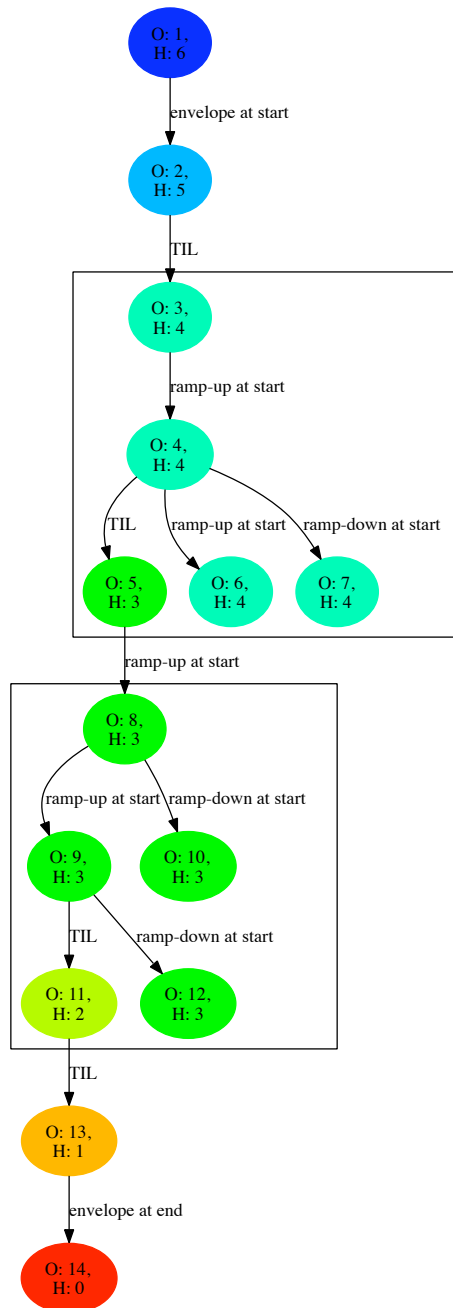 O: 1,
H: 6
envelope at start
O: 2,
H: 5
TIL
O: 3,
H: 4
ramp-up at start
O: 4,
H: 4
TIL
ramp-up at start
ramp-down at start
O: 5,
H: 3
O: 6,
H: 4
O: 7,
H: 4
ramp-up at start
O: 8,
H: 3
ramp-up at start
ramp-down at start
O: 9,
H: 3
O: 10,
H: 3
TIL
ramp-down at start
O: 11,
H: 2
O: 12,
H: 3
TIL
O: 13,
H: 1
envelope at end
O: 14,
H: 0